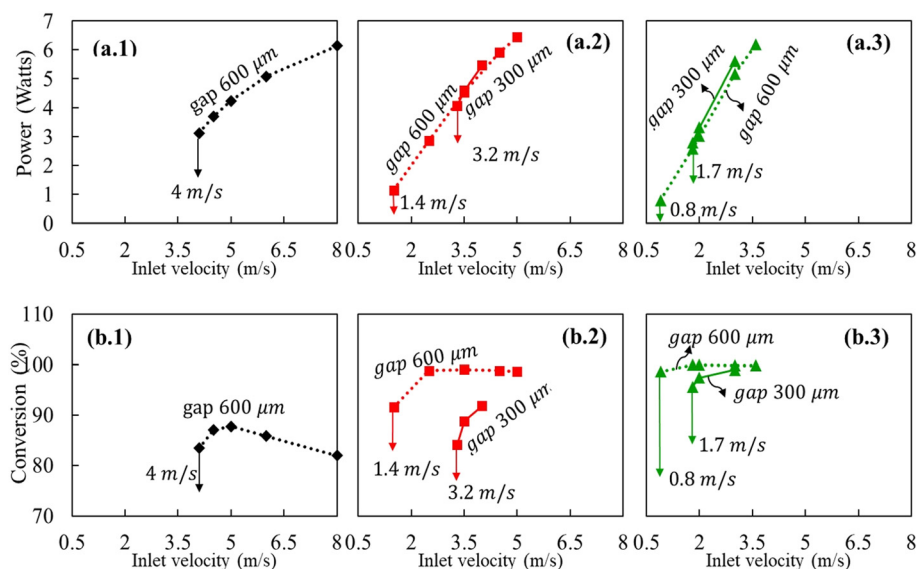 7
6
5
4
3
2
1
0
Power (Watts)
(a.1)
gap 600 μm
4 m/s
0.5 2 3.5 5 6.5 8
Inlet velocity (m/s)
(a.2)
gap 600 μm
gap 300 μm
3.2 m/s
1.4 m/s
0.5 2 3.5 5 6.5 8
Inlet velocity (m/s)
(a.3)
gap 300 μm
gap 600 μm
1.7 m/s
0.8 m/s
0.5 2 3.5 5 6.5 8
Inlet velocity (m/s)
110
100
90
80
70
Conversion (%)
(b.1)
gap 600 μm
4 m/s
0.5 2 3.5 5 6.5 8
Inlet velocity (m/s)
(b.2)
gap 600 μm
gap 300 μm
1.4 m/s
3.2 m/s
0.5 2 3.5 5 6.5 8
Inlet velocity (m/s)
(b.3)
gap 600 μm
gap 300 μm
1.7 m/s
0.8 m/s
0.5 2 3.5 5 6.5 8
Inlet velocity (m/s)